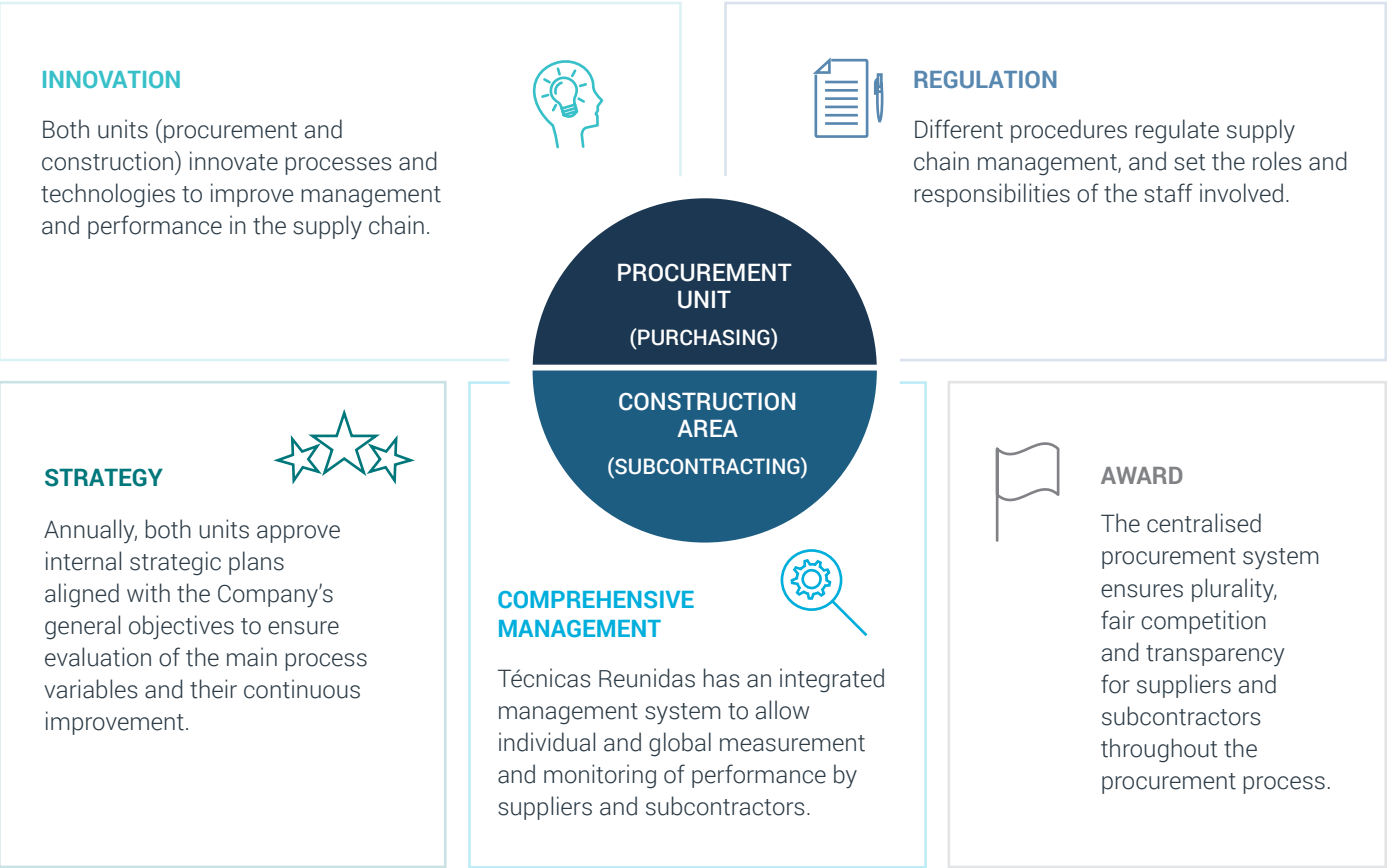 INNOVATION
Both units (procurement and
construction) innovate processes and
technologies to improve management
and performance in the supply chain.
REGULATION
Different procedures regulate supply
chain management, and set the roles and
responsibilities of the staff involved.
PROCUREMENT
UNIT
(PURCHASING)
CONSTRUCTION
AREA
(SUBCONTRACTING)
STRATEGY
Annually, both units approve
internal strategic plans
aligned with the Company’s
general objectives to ensure
evaluation of the main process
variables and their continuous
improvement.
COMPREHENSIVE
MANAGEMENT
Técnicas Reunidas has an integrated
management system to allow
individual and global measurement
and monitoring of performance by
suppliers and subcontractors.
AWARD
The centralised
procurement system
ensures plurality,
fair competition
and transparency
for suppliers and
subcontractors
throughout the
procurement process.